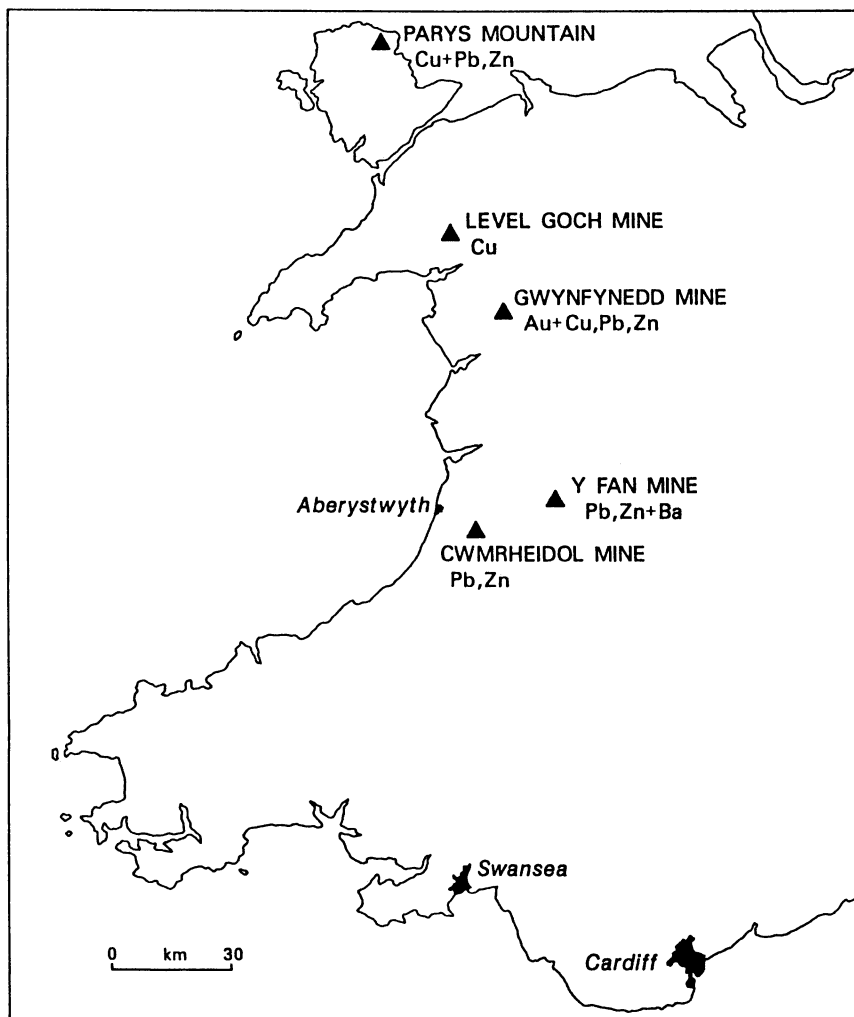 PARYS MOUNTAIN
Cu+Pb,Zn
LEVEL GOCH MINE
Cu
GWYNFYNEDD MINE
Au+Cu,Pb,Zn
Y FAN MINE
Pb,Zn+Ba
Aberystwyth
CWMRHEIDOL MINE
Pb,Zn
Swansea
Cardiff
0 km 30